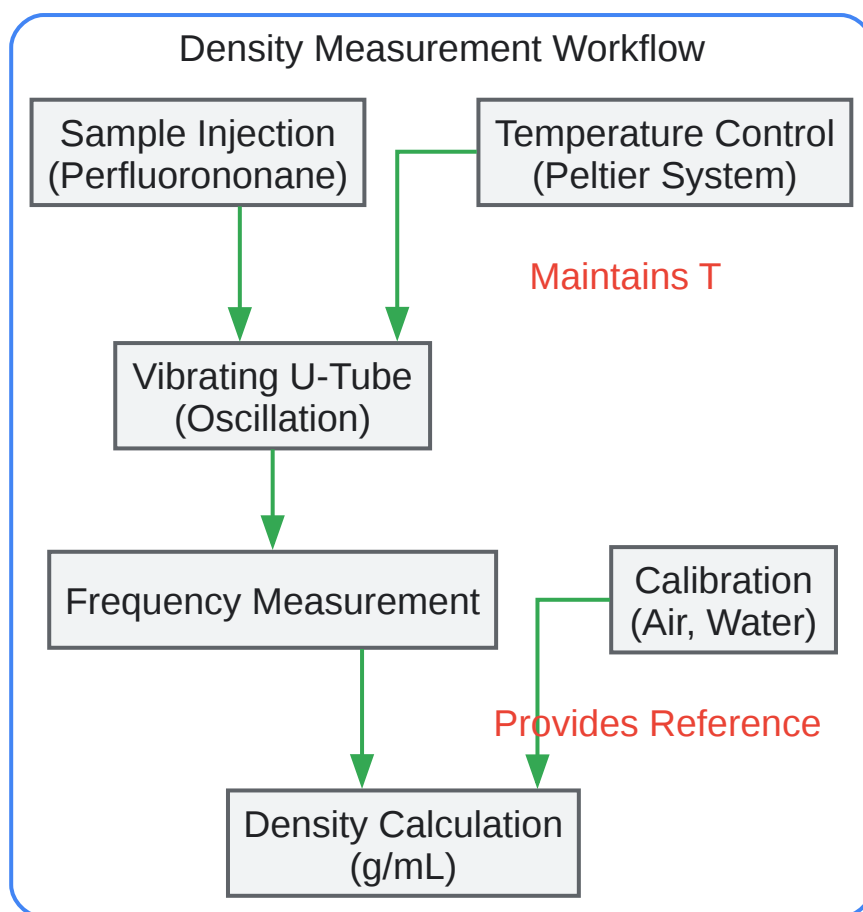 Density Measurement Workflow
Sample Injection
(Perfluorononane)
Temperature Control
(Peltier System)
Maintains T
Vibrating U-Tube
(Oscillation)
Frequency Measurement
Calibration
(Air, Water)
Provides Reference
Density Calculation
(g/mL)